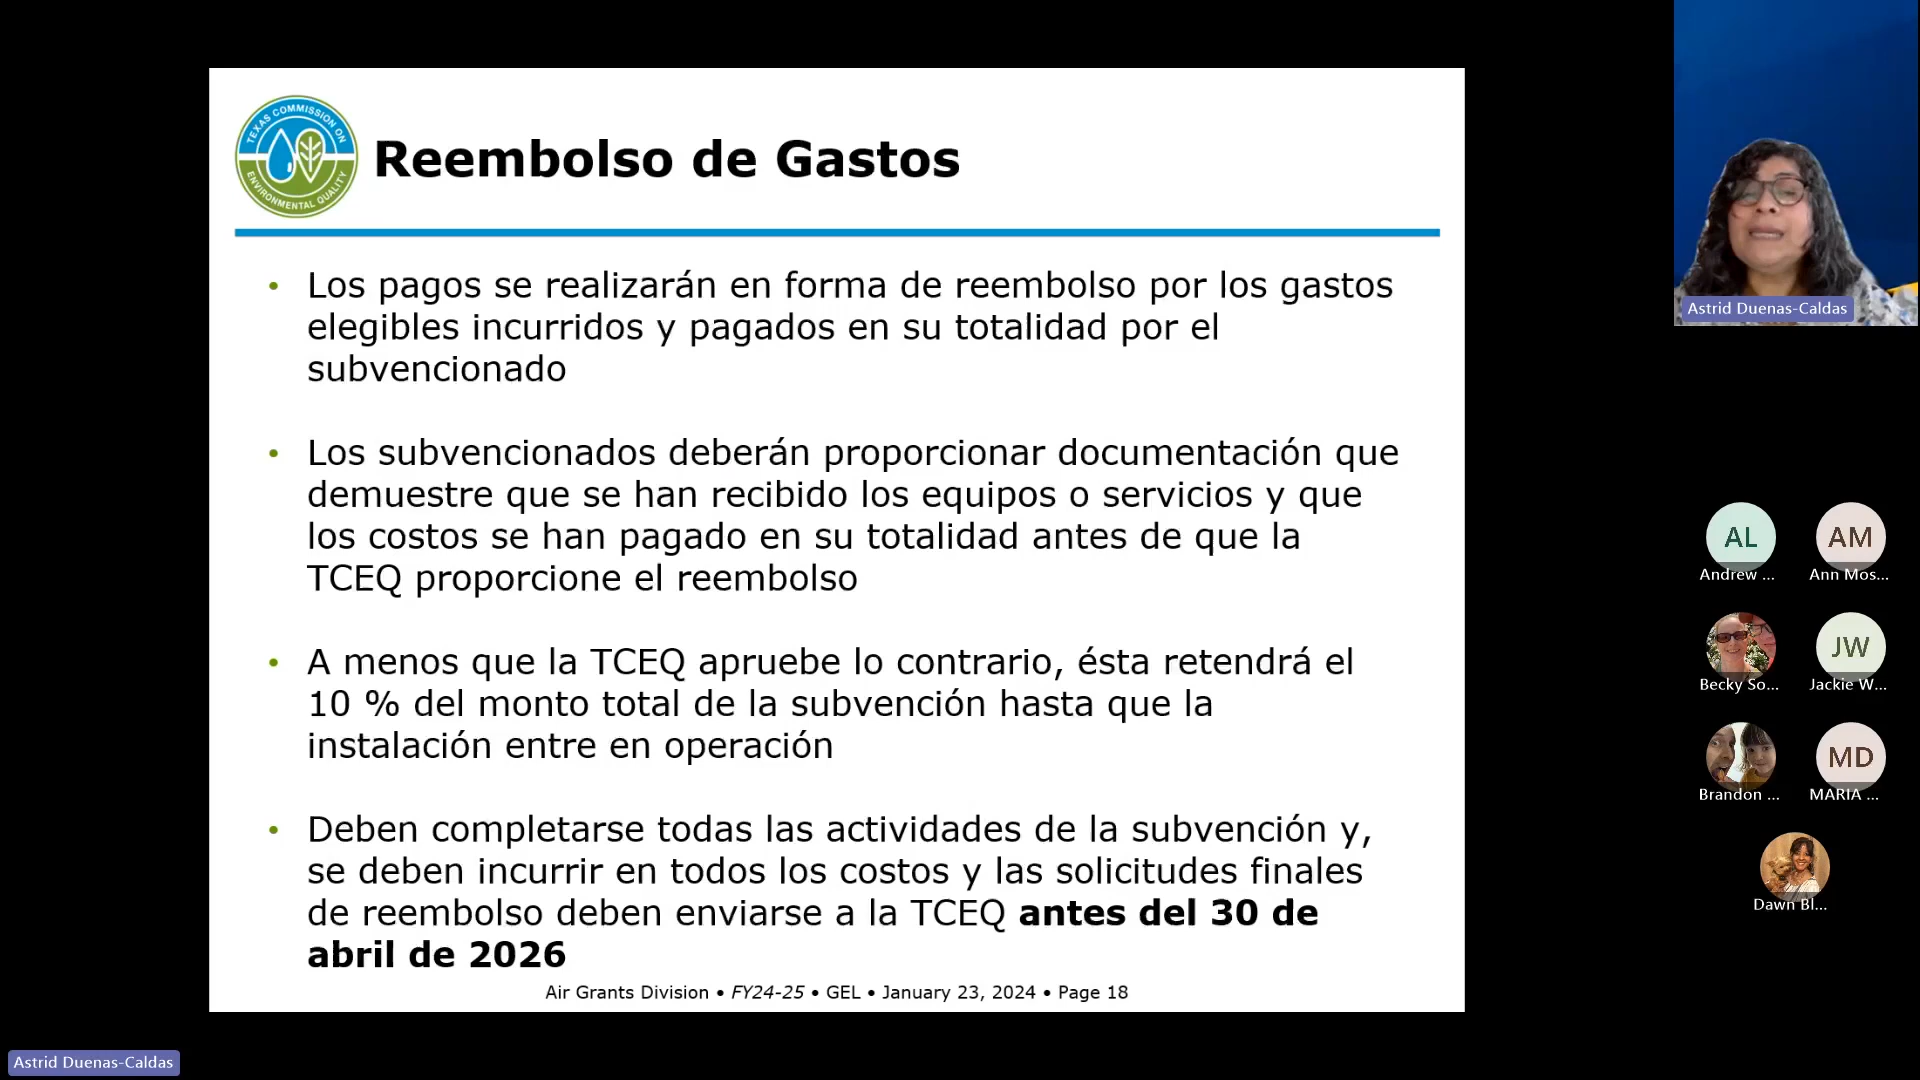 TEXAS COMMISSION ON
ENVIRONMENTAL QUALITY
Reembolso de Gastos
• Los pagos se realizarán en forma de reembolso por los gastos
elegibles incurridos y pagados en su totalidad por el
subvencionado
• Los subvencionados deberán proporcionar documentación que
demuestre que se han recibido los equipos o servicios y que
los costos se han pagado en su totalidad antes de que la
TCEQ proporcione el reembolso
• A menos que la TCEQ apruebe lo contrario, ésta retendrá el
10 % del monto total de la subvención hasta que la
instalación entre en operación
• Deben completarse todas las actividades de la subvención y,
se deben incurrir en todos los costos y las solicitudes finales
de reembolso deben enviarse a la TCEQ antes del 30 de
abril de 2026
Air Grants Division • FY24-25 • GEL • January 23, 2024 • Page 18
Astrid Duenas-Caldas
AL
Andrew ...
AM
Ann Mos...
Becky So...
JW
Jackie W...
Brandon ...
MD
MARIA ...
Dawn Bl...
Astrid Duenas-Caldas